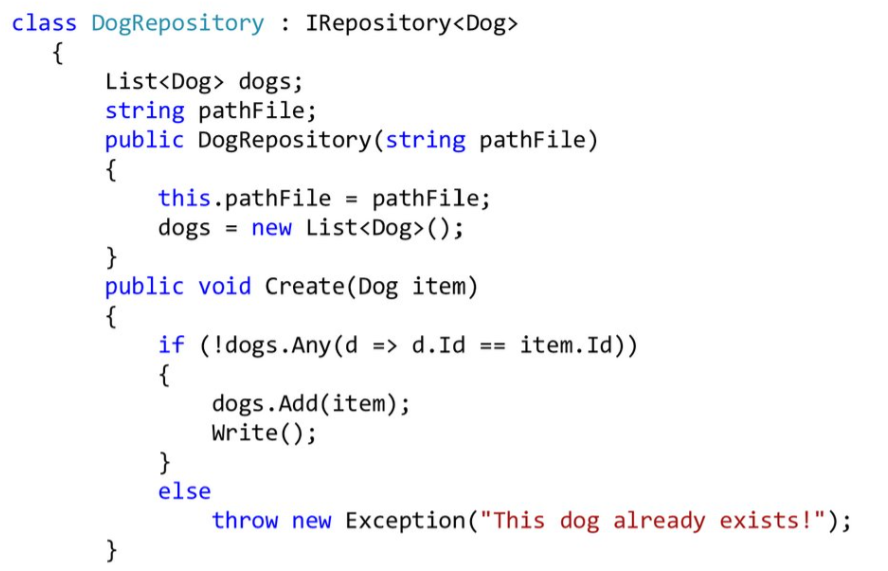 class DogRepository : IRepository<Dog>
{
List<Dog> dogs;
string pathFile;
public DogRepository(string pathFile)
{
this.pathFile = pathFile;
dogs = new List<Dog>();
}
public void Create(Dog item)
{
if (!dogs.Any(d => d.Id == item.Id))
{
dogs.Add(item);
Write();
}
else
throw new Exception("This dog already exists!");
}